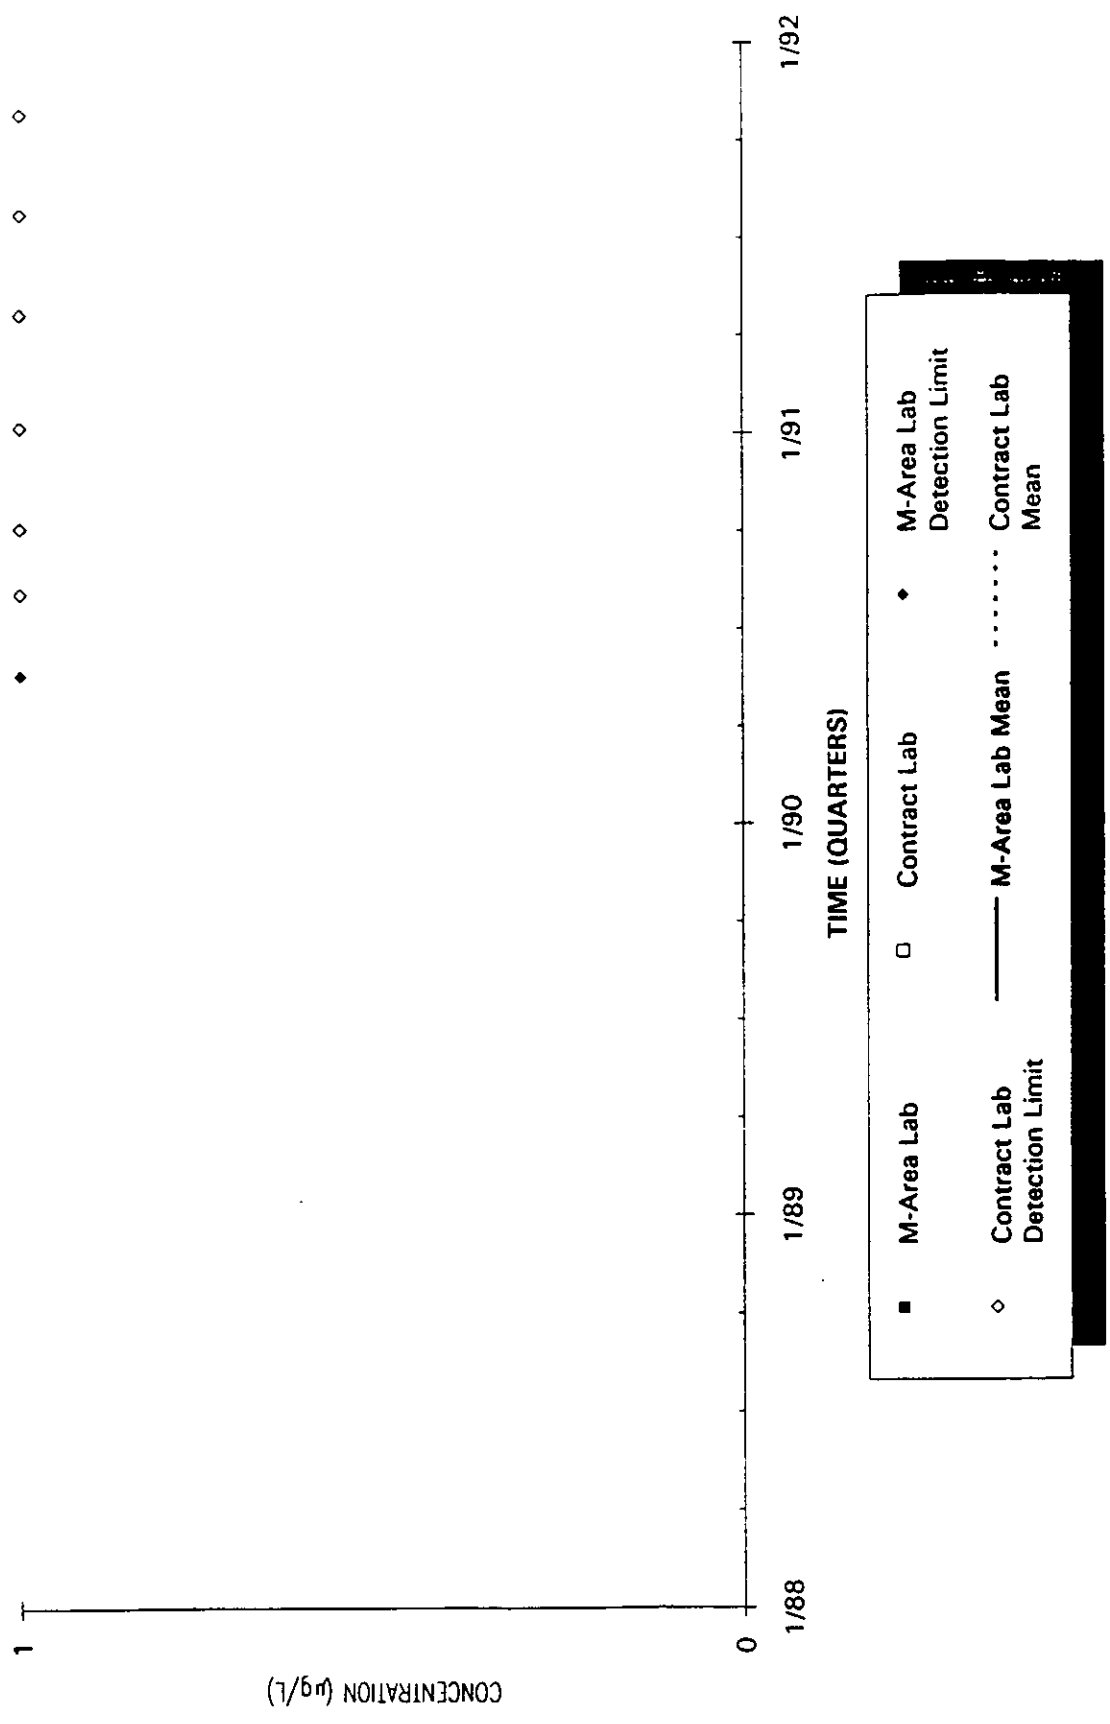 CONCENTRATION (µg/L)
1
0
1/88
1/89
1/90
1/91
1/92
TIME (QUARTERS)
M-Area Lab
Contract Lab
M-Area Lab
Detection Limit
Contract Lab
Detection Limit
M-Area Lab Mean
Contract Lab
Mean